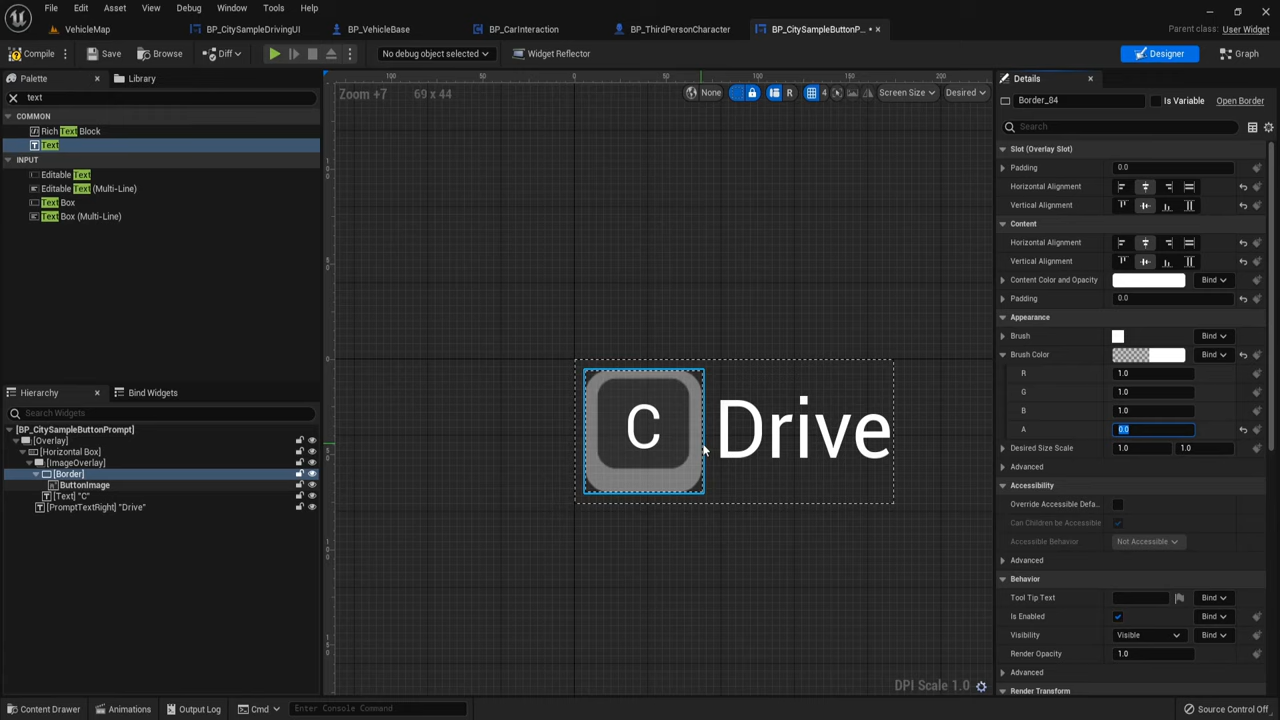 File Edit Asset View Debug Window Tools Help
VehicleMap BP_CitySampleDrivingUI BP_VehicleBase BP_CarInteraction BP_ThirdPersonCharacter BP_CitySampleButtonP... • Parent class: User Widget
Compile Save Browse Diff No debug object selected Widget Reflector Designer Graph
Palette Library
text
COMMON
Rich Text Block
Text
INPUT
Editable Text
Editable Text (Multi-Line)
Text Box
Text Box (Multi-Line)
Hierarchy Bind Widgets
Search Widgets
[BP_CitySampleButtonPrompt]
[Overlay]
[Horizontal Box]
[ImageOverlay]
[Border]
ButtonImage
[Text] "C"
[PromptTextRight] "Drive"
100 50 0 50 100 150 200
Zoom +7 69 x 44 None R 4 Screen Size Desired
C Drive
DPI Scale 1.0
Details
Border_84 Is Variable Open Border
Search
Slot (Overlay Slot)
Padding 0.0
Horizontal Alignment
Vertical Alignment
Content
Horizontal Alignment
Vertical Alignment
Content Color and Opacity Bind
Padding 0.0
Appearance
Brush Bind
Brush Color Bind
R 1.0
G 1.0
B 1.0
A 0.0
Desired Size Scale 1.0 1.0
Advanced
Accessibility
Override Accessible Defa..
Can Children be Accessible
Accessible Behavior Not Accessible
Advanced
Behavior
Tool Tip Text Bind
Is Enabled Bind
Visibility Visible Bind
Render Opacity 1.0
Advanced
Render Transform
Content Drawer Animations Output Log Cmd Enter Console Command Source Control Off